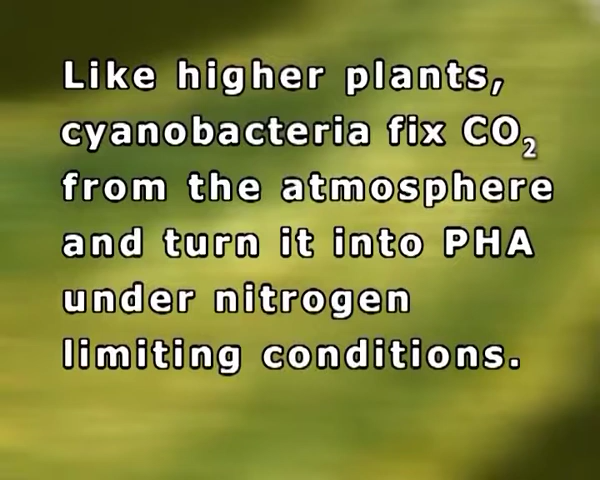 Like higher plants,
cyanobacteria fix CO₂
from the atmosphere
and turn it into PHA
under nitrogen
limiting conditions.